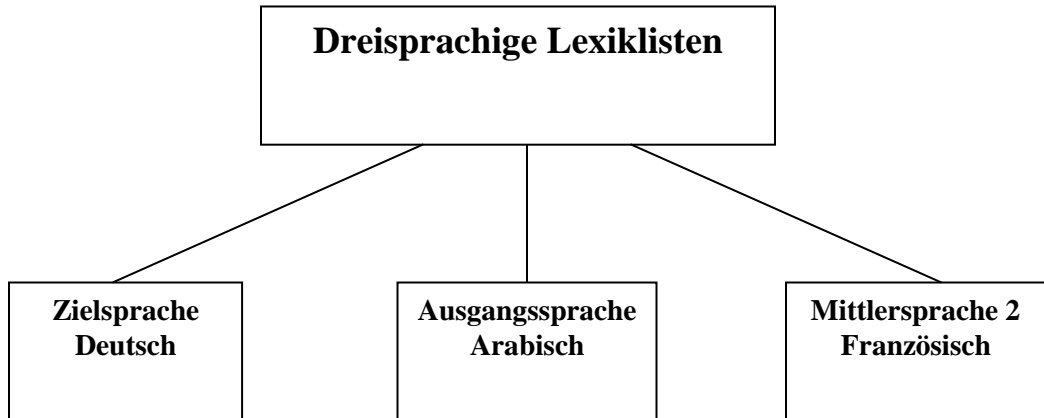 Dreisprachige Lexiklisten
Zielsprache
Deutsch
Ausgangssprache
Arabisch
Mittlersprache 2
Französisch